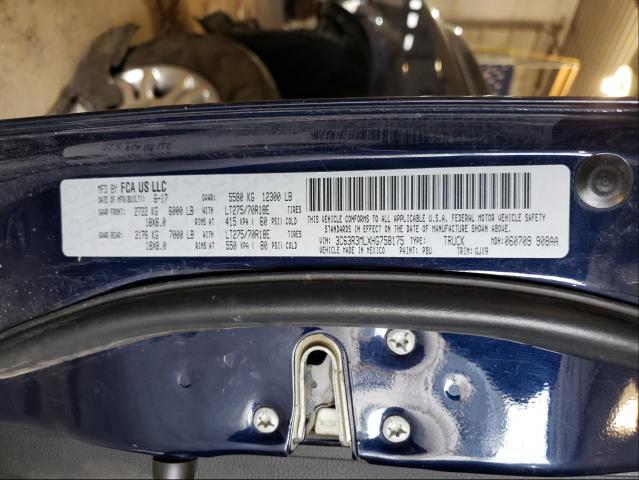 MFD BY FCA US LLC
DATE OF MFR(BUILT): 6-17 GVWR: 5580 KG 12300 LB
GAWR FRONT: 2722 KG 6000 LB WITH LT275/70R18E TIRES
18X8.0 RIMS AT 415 KPA ( 60 PSI) COLD
GAWR REAR: 3176 KG 7000 LB WITH LT275/70R18E TIRES
18X8.0 RIMS AT 550 KPA ( 80 PSI) COLD
THIS VEHICLE CONFORMS TO ALL APPLICABLE U.S.A. FEDERAL MOTOR VEHICLE SAFETY
STANDARDS IN EFFECT ON THE DATE OF MANUFACTURE SHOWN ABOVE.
VIN: 3C63R3MLXHG758175 TYPE: TRUCK MDH: 060709 908AA
VEHICLE MADE IN MEXICO PAINT: PBU TRIM: GJX9